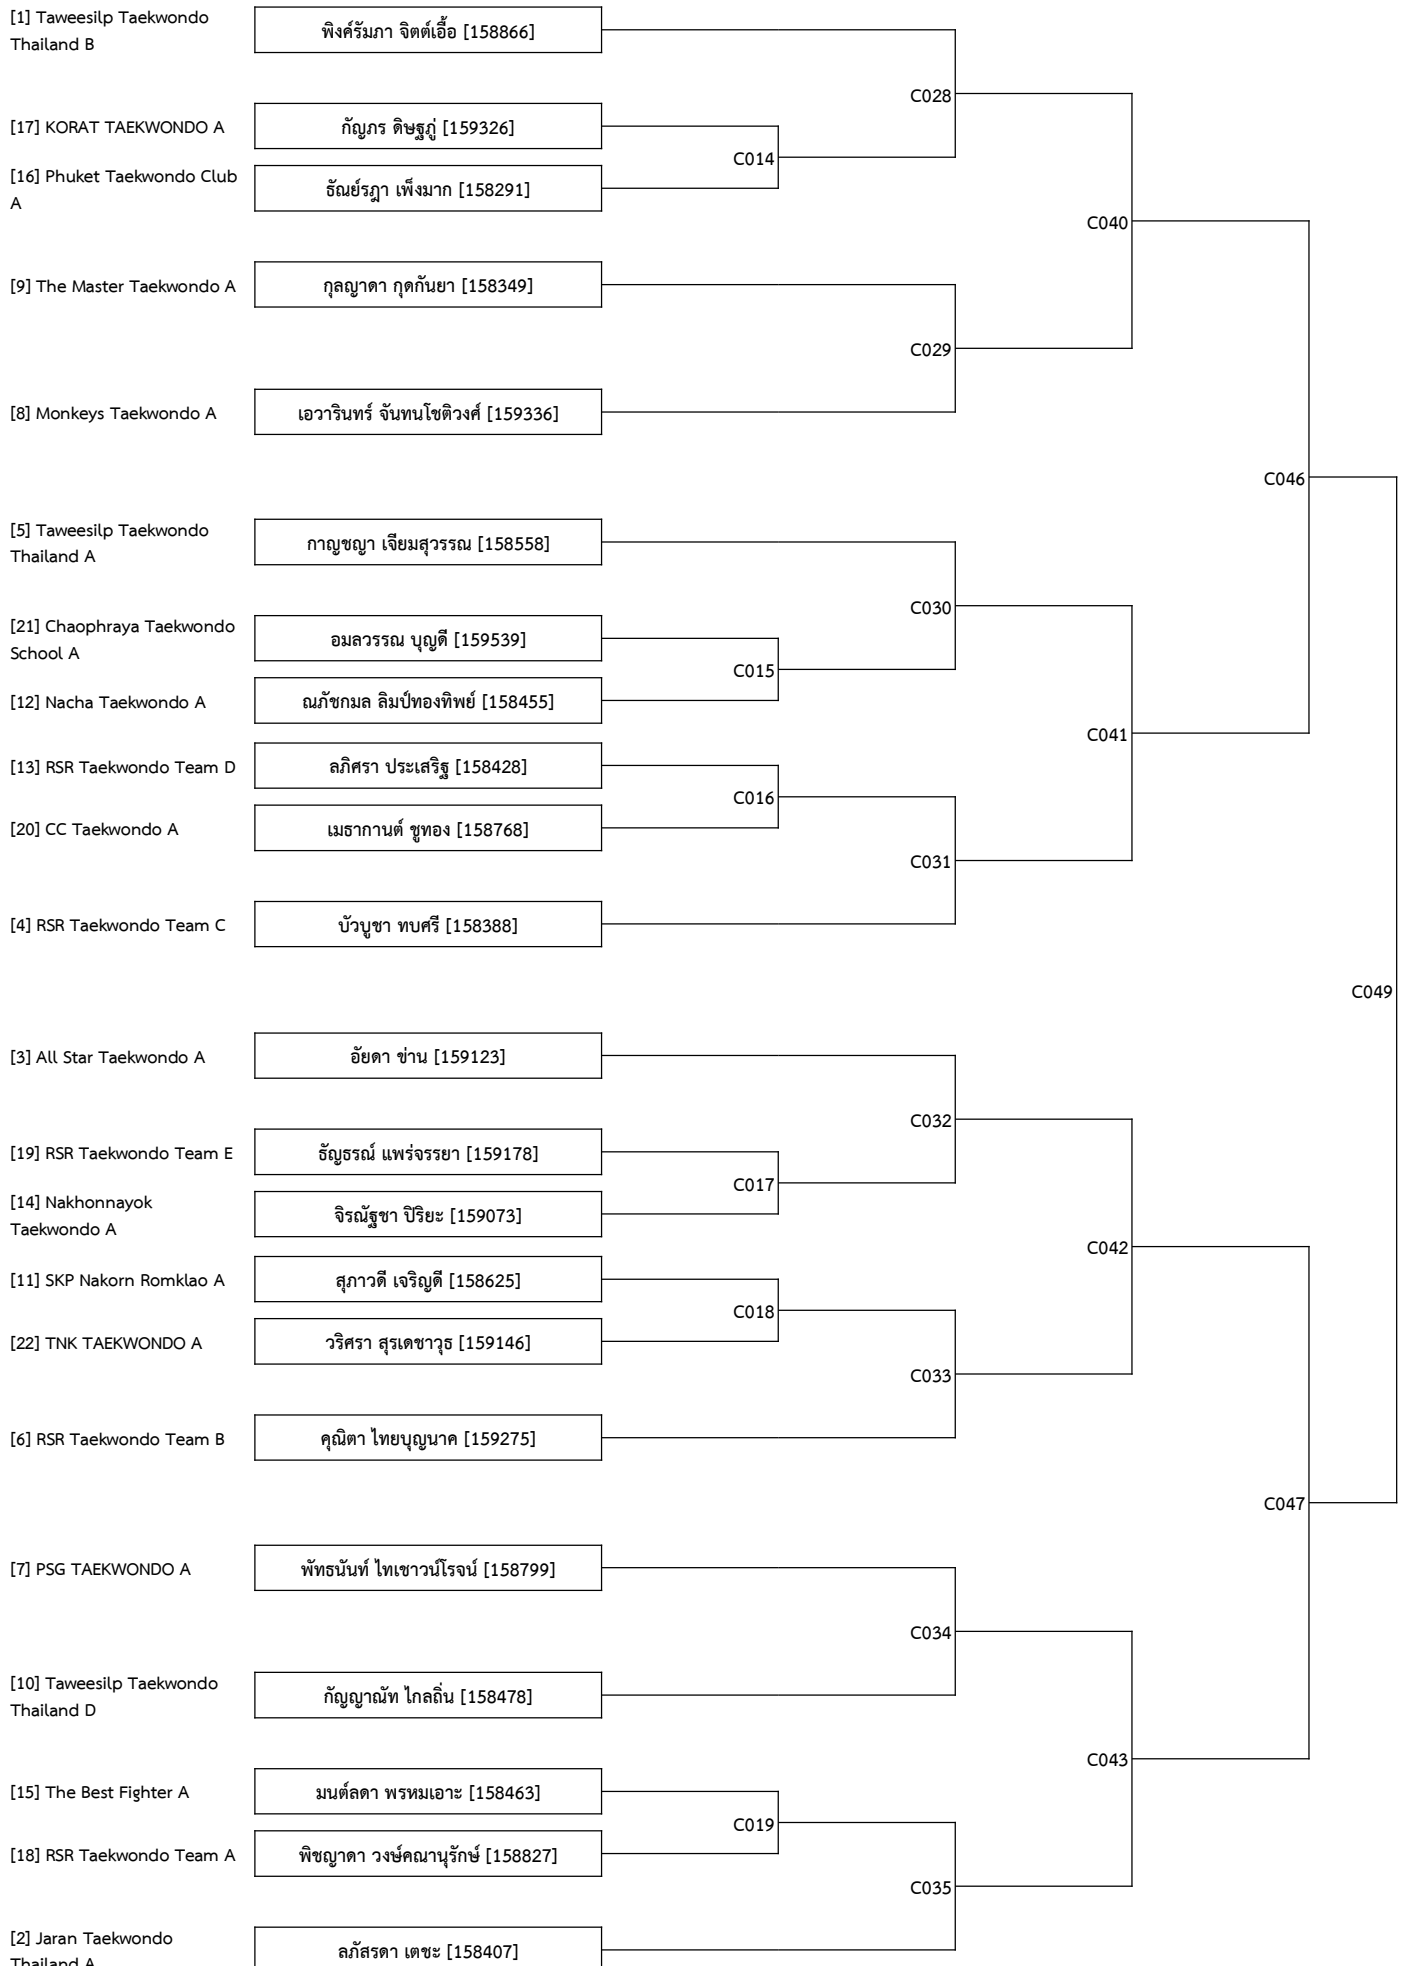 [1] Taweesilp Taekwondo
Thailand B
พิงค์รัมภา จิตต์เอื้อ [158866]
C028
[17] KORAT TAEKWONDO A
กัญภร ดิษฐภู่ [159326]
C014
[16] Phuket Taekwondo Club
A
ธัณย์รฎา เพ็งมาก [158291]
C040
[9] The Master Taekwondo A
กุลญาดา กุดกันยา [158349]
C029
[8] Monkeys Taekwondo A
เอวารินทร์ จันทนโชติวงศ์ [159336]
C046
[5] Taweesilp Taekwondo
Thailand A
กาญชญา เจียมสุวรรณ [158558]
C030
[21] Chaophraya Taekwondo
School A
อมลวรรณ บุญดี [159539]
C015
[12] Nacha Taekwondo A
ณภัชกมล ลิมป์ทองทิพย์ [158455]
C041
[13] RSR Taekwondo Team D
ลภิศรา ประเสริฐ [158428]
C016
[20] CC Taekwondo A
เมธากานต์ ชูทอง [158768]
C031
[4] RSR Taekwondo Team C
บัวบูชา ทบศรี [158388]
C049
[3] All Star Taekwondo A
อัยดา ข่าน [159123]
C032
[19] RSR Taekwondo Team E
ธัญธรณ์ แพร่จรรยา [159178]
C017
[14] Nakhonnayok
Taekwondo A
จิรณัฐชา ปิริยะ [159073]
C042
[11] SKP Nakorn Romklao A
สุภาวดี เจริญดี [158625]
C018
[22] TNK TAEKWONDO A
วริศรา สุรเดชาวุธ [159146]
C033
[6] RSR Taekwondo Team B
คุณิตา ไทยบุญนาค [159275]
C047
[7] PSG TAEKWONDO A
พัทธนันท์ ไทเชาวน์โรจน์ [158799]
C034
[10] Taweesilp Taekwondo
Thailand D
กัญญาณัท ไกลถิ่น [158478]
C043
[15] The Best Fighter A
มนต์ลดา พรหมเอาะ [158463]
C019
[18] RSR Taekwondo Team A
พิชญาดา วงษ์คณานุรักษ์ [158827]
C035
[2] Jaran Taekwondo
Thailand A
ลภัสรดา เตชะ [158407]